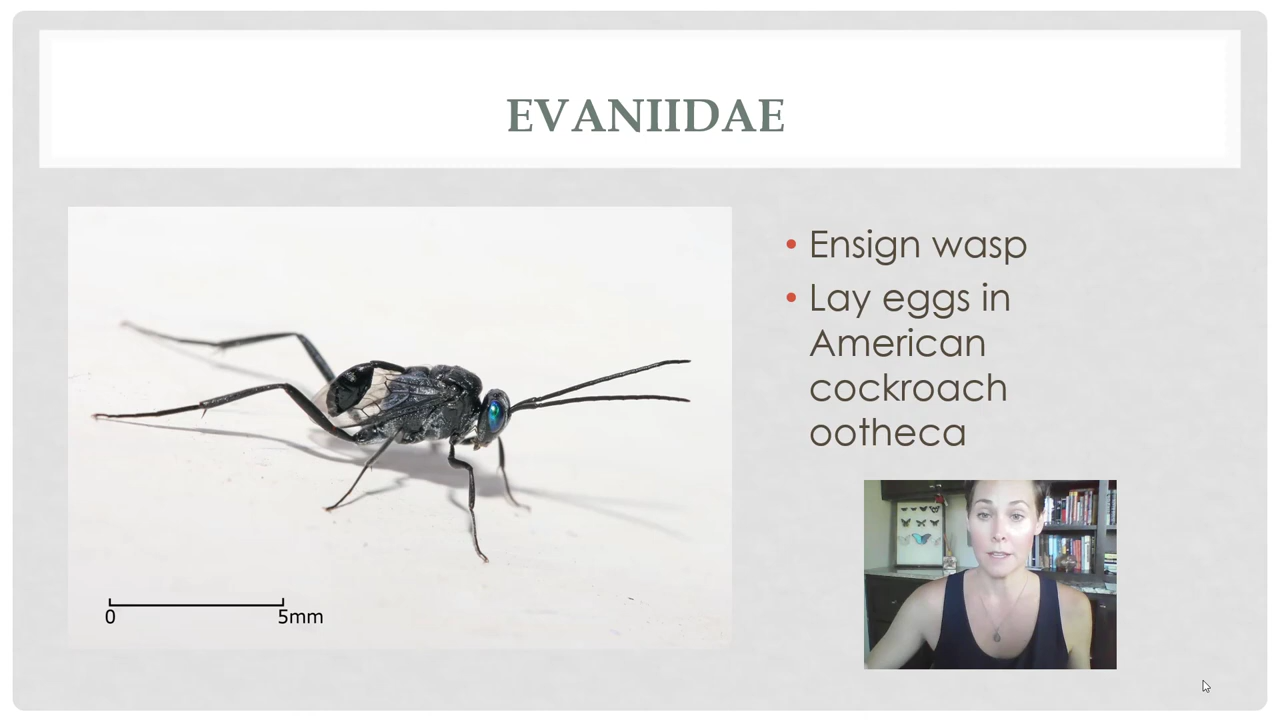 EVANIIDAE
• Ensign wasp
• Lay eggs in
American
cockroach
ootheca
0 5mm